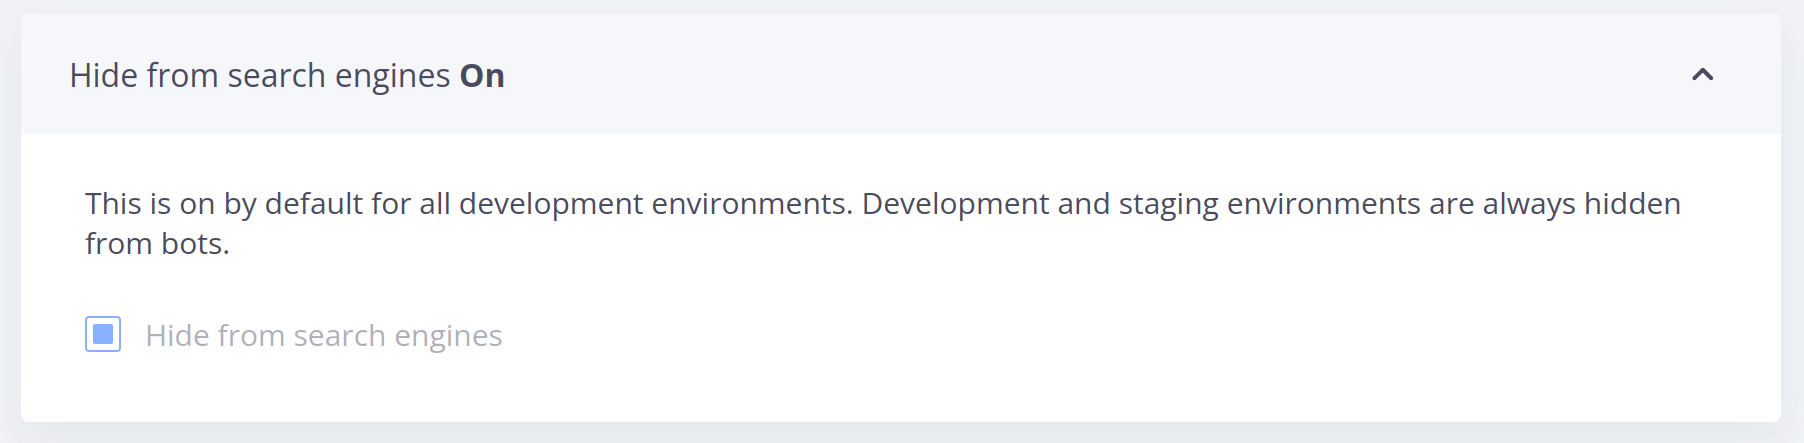 Hide from search engines On
This is on by default for all development environments. Development and staging environments are always hidden
from bots.
Hide from search engines